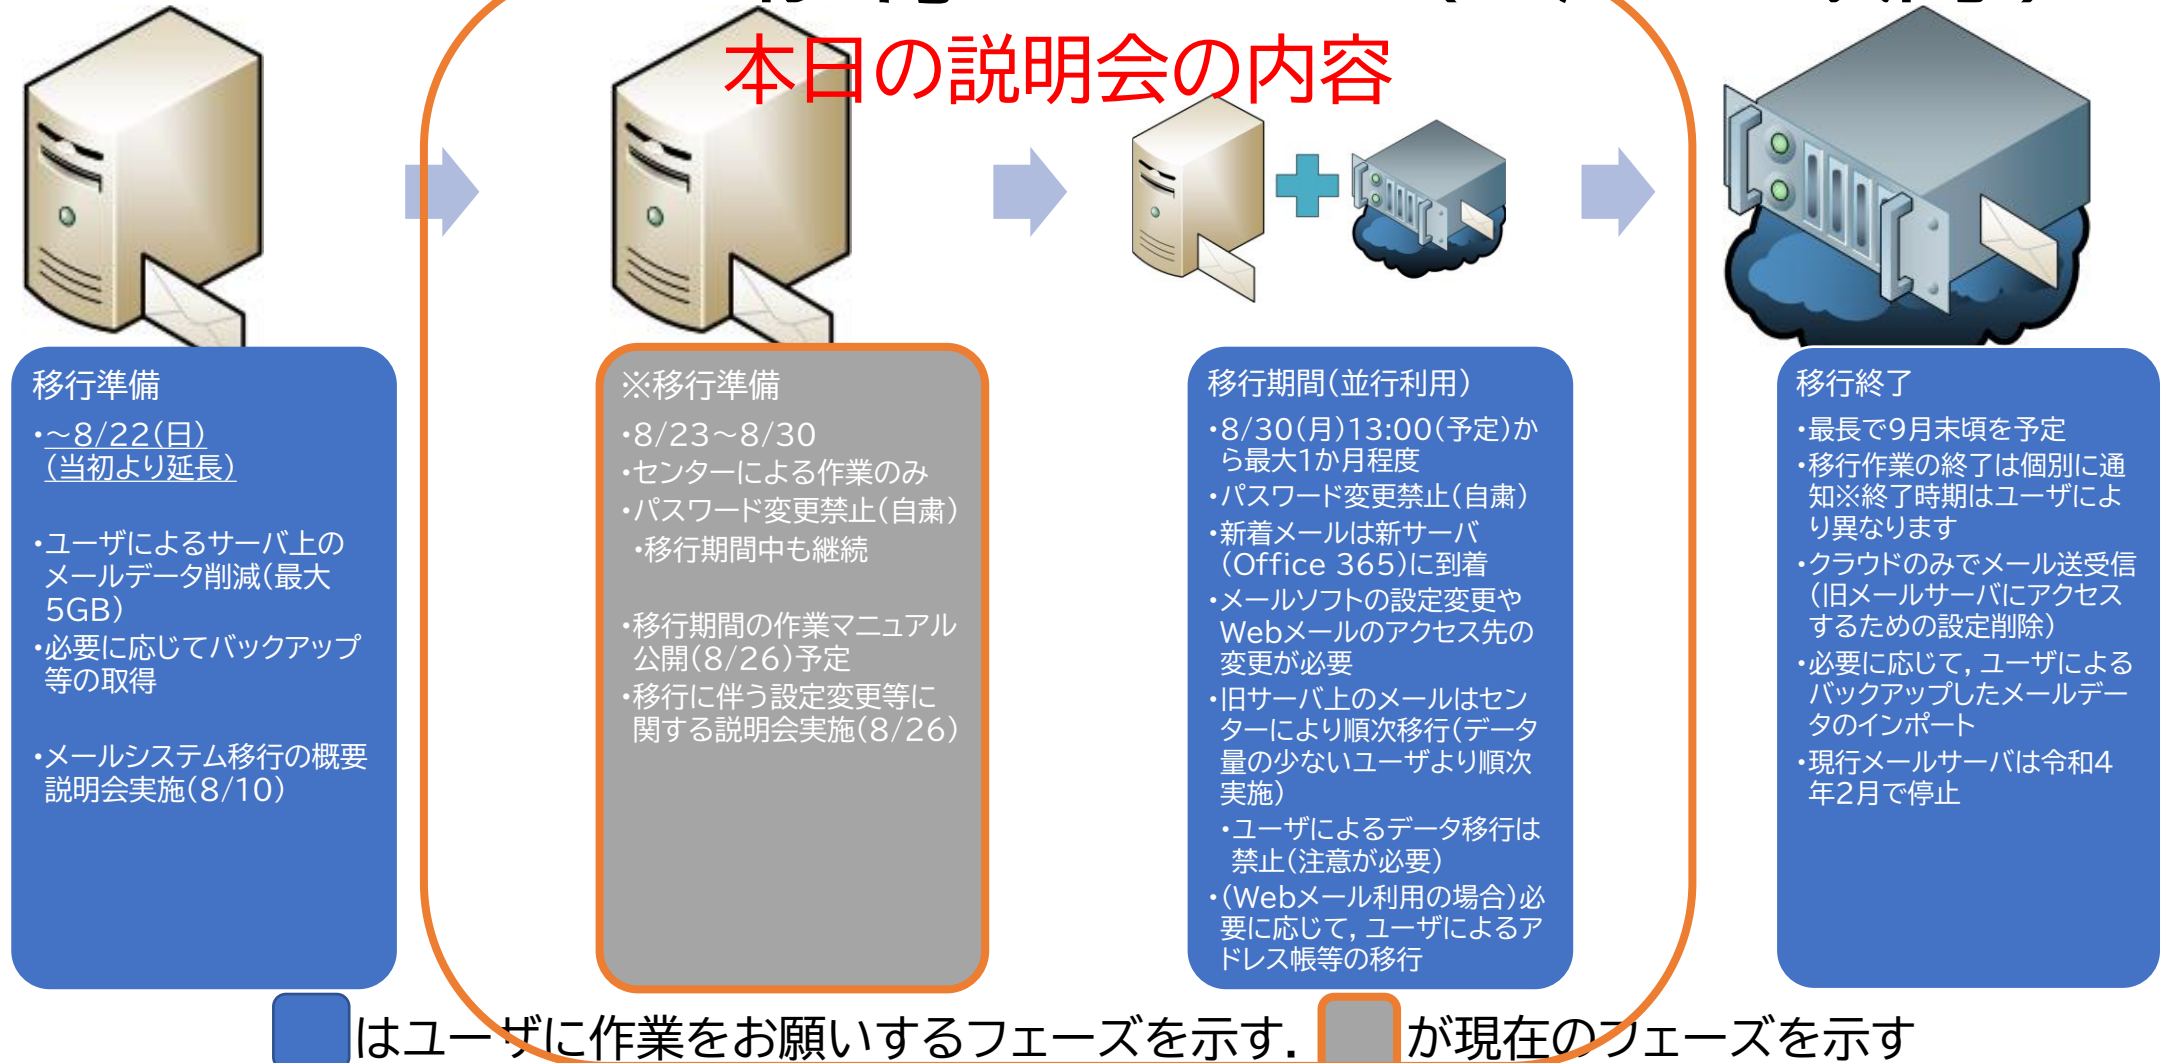 本日の説明会の内容
移行準備
・～8/22(日)
(当初より延長)
・ユーザによるサーバ上の
メールデータ削減(最大
5GB)
・必要に応じてバックアップ
等の取得
・メールシステム移行の概要
説明会実施(8/10)
※移行準備
・8/23～8/30
・センターによる作業のみ
・パスワード変更禁止(自粛)
・移行期間中も継続
・移行期間の作業マニュアル
公開(8/26)予定
・移行に伴う設定変更等に
関する説明会実施(8/26)
移行期間(並行利用)
・8/30(月)13:00(予定)か
ら最大1か月程度
・パスワード変更禁止(自粛)
・新着メールは新サーバ
(Office 365)に到着
・メールソフトの設定変更や
Webメールのアクセス先の
変更が必要
・旧サーバ上のメールはセン
ターにより順次移行(データ
量の少ないユーザより順次
実施)
・ユーザによるデータ移行は
禁止(注意が必要)
・(Webメール利用の場合)必
要に応じて，ユーザによるア
ドレス帳等の移行
移行終了
・最長で9月末頃を予定
・移行作業の終了は個別に通
知※終了時期はユーザによ
り異なります
・クラウドのみでメール送受信
(旧メールサーバにアクセス
するための設定削除)
・必要に応じて，ユーザによる
バックアップしたメールデー
タのインポート
・現行メールサーバは令和4
年2月で停止
はユーザに作業をお願いするフェーズを示す．
が現在のフェーズを示す